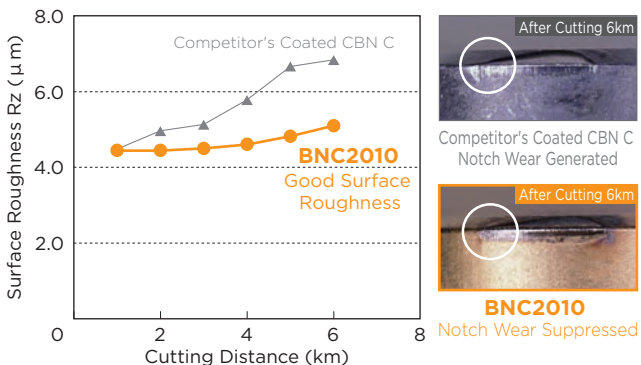 Surface Roughness Rz (μm)
8.0
6.0
4.0
2.0
0
2
4
6
8
Cutting Distance (km)
Competitor's Coated CBN C
BNC2010
Good Surface
Roughness
After Cutting 6km
Competitor's Coated CBN C
Notch Wear Generated
After Cutting 6km
BNC2010
Notch Wear Suppressed